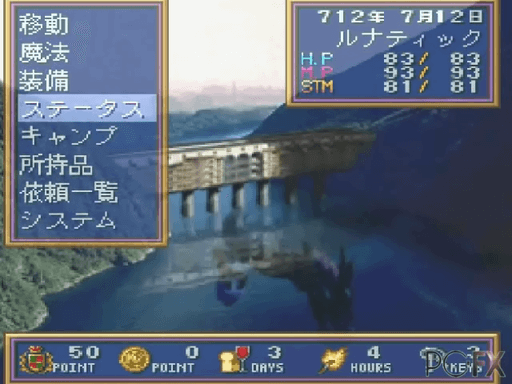 移動
魔法
装備
ステータス
キャンプ
所持品
依頼一覧
システム
712年 7月12日
ルナティック
H.P 83/ 83
M.P 93/ 93
STM 81/ 81
50 POINT
0 POINT
3 DAYS
4 HOURS
3 KEYS
PC FX